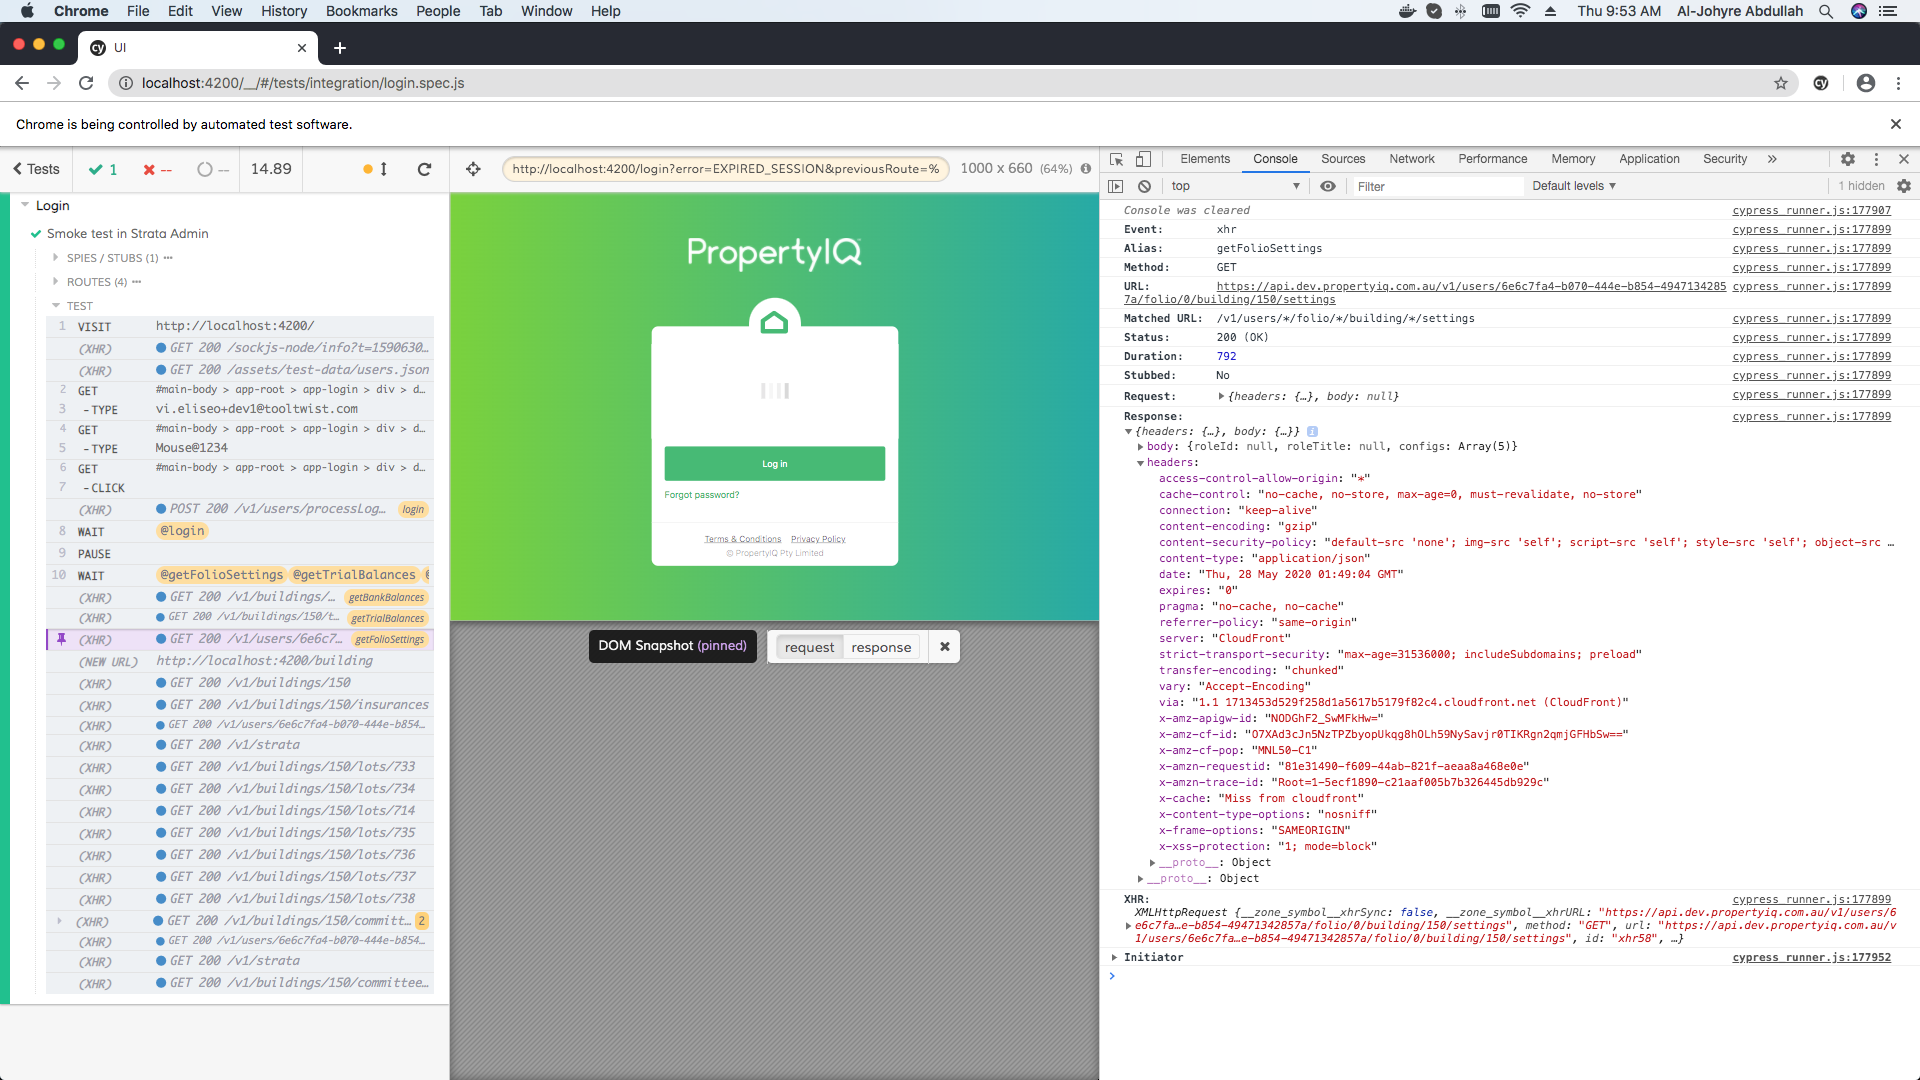 Chrome File Edit View History Bookmarks People Tab Window Help
Thu 9:53 AM Al-Johyre Abdullah
cy UI
localhost:4200/__/#/tests/integration/login.spec.js
Chrome is being controlled by automated test software.
Tests 1 -- -- 14.89
http://localhost:4200/login?error=EXPIRED_SESSION&previousRoute=% 1000 x 660 (64%)
Login
Smoke test in Strata Admin
SPIES / STUBS (1) •••
ROUTES (4) •••
TEST
1 VISIT http://localhost:4200/
(XHR) GET 200 /sockjs-node/info?t=1590630...
(XHR) GET 200 /assets/test-data/users.json
2 GET #main-body > app-root > app-login > div > d...
3 -TYPE vi.eliseo+dev1@tooltwist.com
4 GET #main-body > app-root > app-login > div > d...
5 -TYPE Mouse@1234
6 GET #main-body > app-root > app-login > div > d...
7 -CLICK
(XHR) POST 200 /v1/users/processLog... login
8 WAIT @login
9 PAUSE
10 WAIT @getFolioSettings @getTrialBalances
(XHR) GET 200 /v1/buildings/... getBankBalances
(XHR) GET 200 /v1/buildings/150/t... getTrialBalances
(XHR) GET 200 /v1/users/6e6c7... getFolioSettings
(NEW URL) http://localhost:4200/building
(XHR) GET 200 /v1/buildings/150
(XHR) GET 200 /v1/buildings/150/insurances
(XHR) GET 200 /v1/users/6e6c7fa4-b070-444e-b854...
(XHR) GET 200 /v1/strata
(XHR) GET 200 /v1/buildings/150/lots/733
(XHR) GET 200 /v1/buildings/150/lots/734
(XHR) GET 200 /v1/buildings/150/lots/714
(XHR) GET 200 /v1/buildings/150/lots/735
(XHR) GET 200 /v1/buildings/150/lots/736
(XHR) GET 200 /v1/buildings/150/lots/737
(XHR) GET 200 /v1/buildings/150/lots/738
(XHR) GET 200 /v1/buildings/150/committ... 2
(XHR) GET 200 /v1/users/6e6c7fa4-b070-444e-b854...
(XHR) GET 200 /v1/strata
(XHR) GET 200 /v1/buildings/150/committee...
PropertyIQ
Log in
Forgot password?
Terms & Conditions Privacy Policy
© PropertyIQ Pty Limited
DOM Snapshot (pinned) request response
Elements Console Sources Network Performance Memory Application Security »
top Filter Default levels 1 hidden
Console was cleared cypress_runner.js:177907
Event: xhr cypress_runner.js:177899
Alias: getFolioSettings cypress_runner.js:177899
Method: GET cypress_runner.js:177899
URL: https://api.dev.propertyiq.com.au/v1/users/6e6c7fa4-b070-444e-b854-4947134285 cypress_runner.js:177899
7a/folio/0/building/150/settings
Matched URL: /v1/users/*/folio/*/building/*/settings cypress_runner.js:177899
Status: 200 (OK) cypress_runner.js:177899
Duration: 792 cypress_runner.js:177899
Stubbed: No cypress_runner.js:177899
Request: {headers: {…}, body: null} cypress_runner.js:177899
Response: cypress_runner.js:177899
{headers: {…}, body: {…}} i
body: {roleId: null, roleTitle: null, configs: Array(5)}
headers:
access-control-allow-origin: "*"
cache-control: "no-cache, no-store, max-age=0, must-revalidate, no-store"
connection: "keep-alive"
content-encoding: "gzip"
content-security-policy: "default-src 'none'; img-src 'self'; script-src 'self'; style-src 'self'; object-src …
content-type: "application/json"
date: "Thu, 28 May 2020 01:49:04 GMT"
expires: "0"
pragma: "no-cache, no-cache"
referrer-policy: "same-origin"
server: "CloudFront"
strict-transport-security: "max-age=31536000; includeSubdomains; preload"
transfer-encoding: "chunked"
vary: "Accept-Encoding"
via: "1.1 1713453d529f258d1a5617b5179f82c4.cloudfront.net (CloudFront)"
x-amz-apigw-id: "NODGhF2_SwMFkHw="
x-amz-cf-id: "O7XAd3cJn5NzTPZbyopUkqg8hOLh59NySavjr0TIKRgn2qmjGFHbSw=="
x-amz-cf-pop: "MNL50-C1"
x-amzn-requestid: "81e31490-f609-44ab-821f-aeaa8a468e0e"
x-amzn-trace-id: "Root=1-5ecf1890-c21aaf005b7b326445db929c"
x-cache: "Miss from cloudfront"
x-content-type-options: "nosniff"
x-frame-options: "SAMEORIGIN"
x-xss-protection: "1; mode=block"
__proto__: Object
__proto__: Object
XHR: cypress_runner.js:177899
XMLHttpRequest {__zone_symbol__xhrSync: false, __zone_symbol__xhrURL: "https://api.dev.propertyiq.com.au/v1/users/6
e6c7fa…e-b854-49471342857a/folio/0/building/150/settings", method: "GET", url: "https://api.dev.propertyiq.com.au/v
1/users/6e6c7fa…e-b854-49471342857a/folio/0/building/150/settings", id: "xhr58", …}
Initiator cypress_runner.js:177952